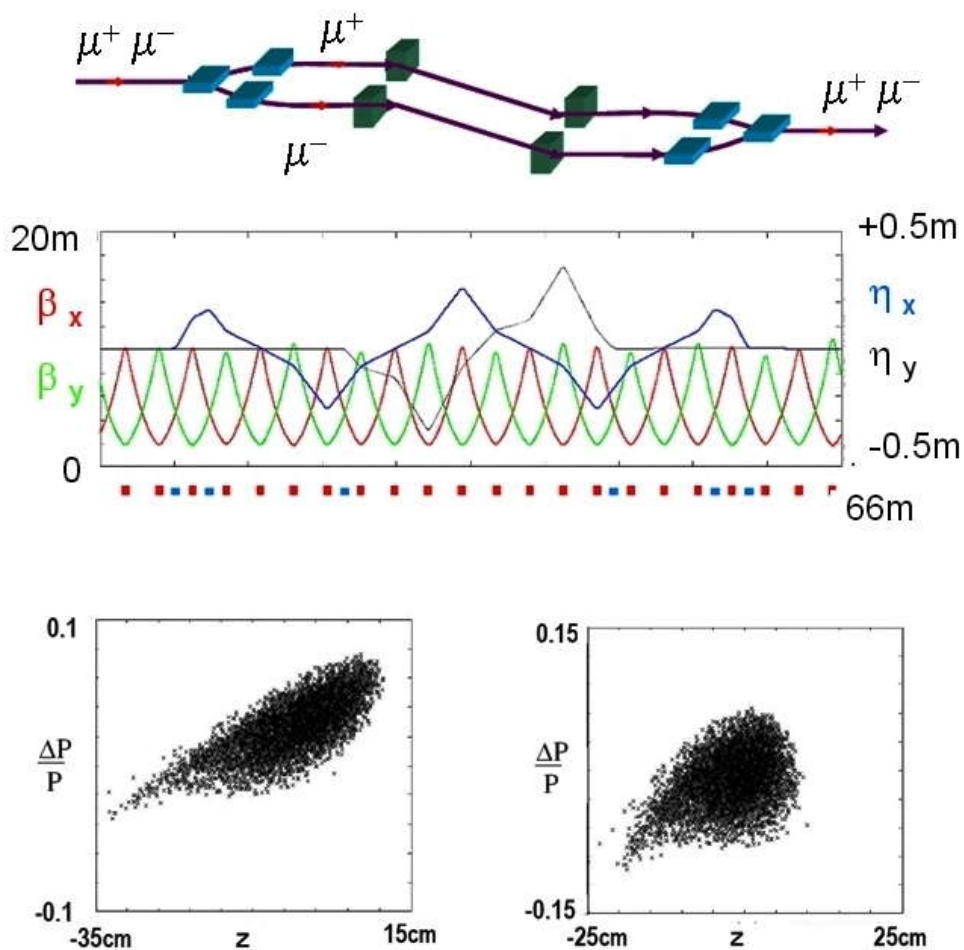 μ⁺ μ⁻
μ⁺
μ⁻
μ⁺ μ⁻
20m
+0.5m
β x
η x
β y
η y
0
-0.5m
66m
0.1
ΔP
P
-0.1
-35cm z 15cm
0.15
ΔP
P
-0.15
-25cm z 25cm